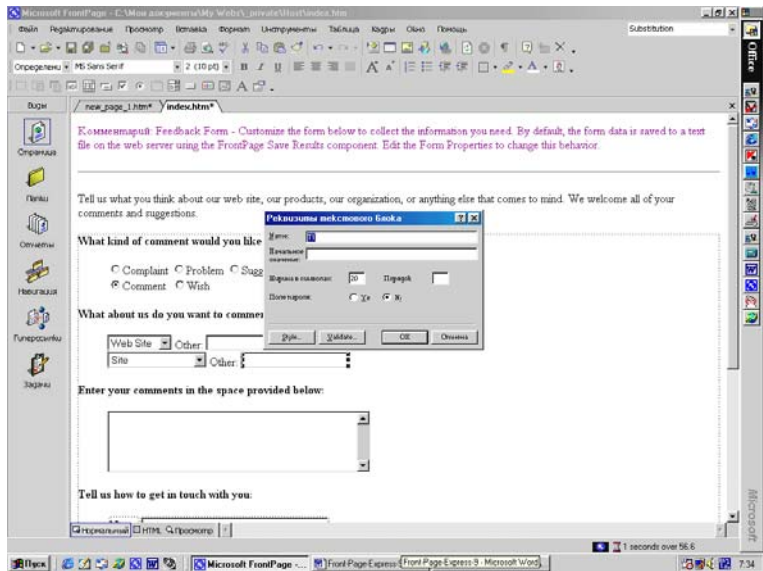 Microsoft FrontPage - C:\Мои документы\My Webs\_private\Host\index.htm
Файл Редактирование Просмотр Вставка Формат Инструменты Таблица Кадры Окно Помощь
Substitution
MS Sans Serif 2 (10 pt)
Виды
new_page_1.htm* index.htm*
Office
Комментарий: Feedback Form - Customize the form below to collect the information you need. By default, the form data is saved to a text
file on the web server using the FrontPage Save Results component. Edit the Form Properties to change this behavior.
Страница
Папки
Отчеты
Навигация
Гиперссылки
Задачи
Tell us what you think about our web site, our products, our organization, or anything else that comes to mind. We welcome all of your
comments and suggestions.
Реквизиты текстового блока
What kind of comment would you like
Complaint Problem Sugg
Comment Wish
Начальное
значение:
Ширина в символах: 20 Порядок
Поле пароля: Ye No
Style... Validate... OK Отмена
What about us do you want to commen
Web Site Other:
Site Other:
Enter your comments in the space provided below:
Tell us how to get in touch with you:
Нормальный HTML Просмотр
Microsoft
1 seconds over 56.6
Пуск
Microsoft FrontPage - ...
Front-Page-Express-9 - Microsoft Word
7:34